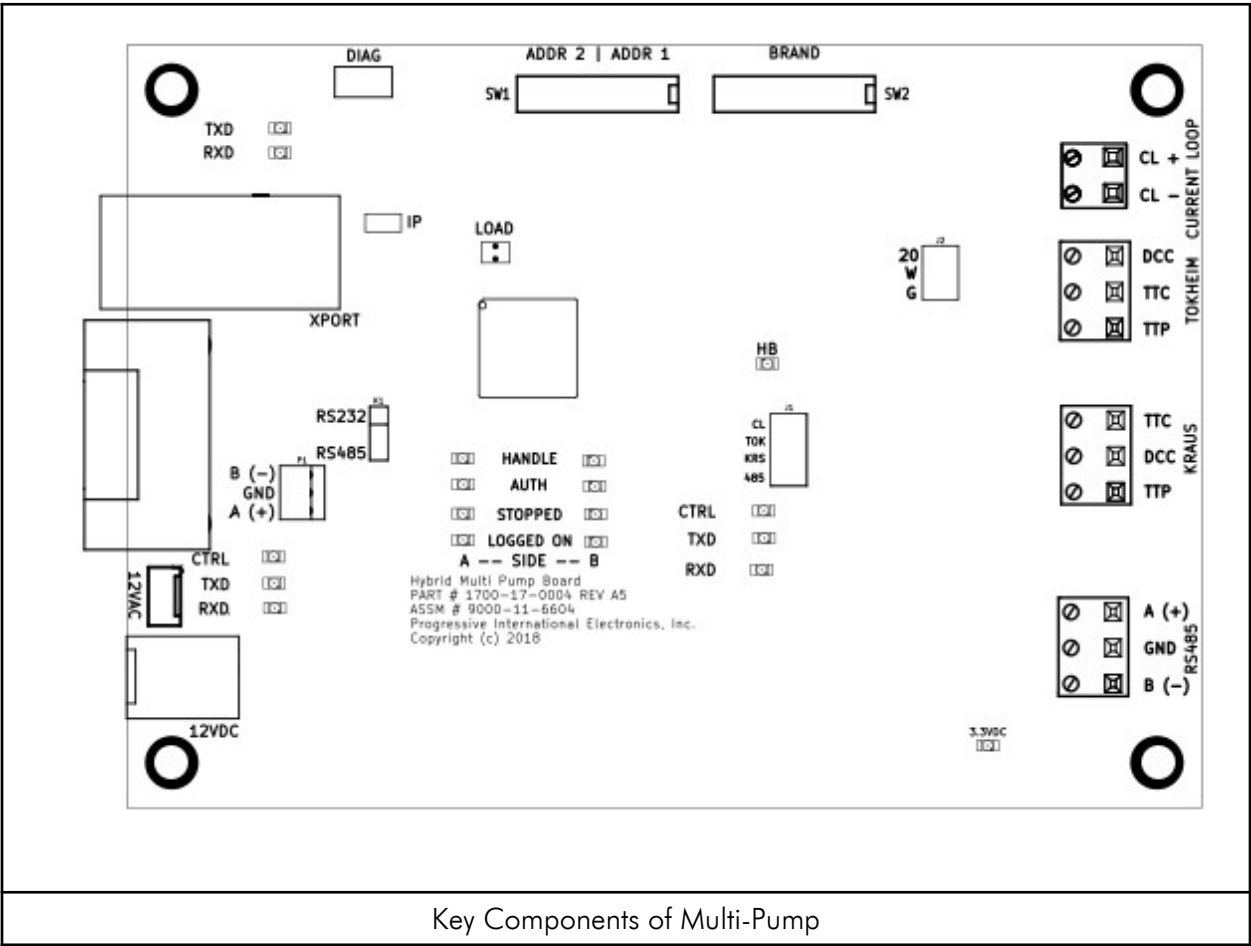 DIAG
ADDR 2 | ADDR 1
BRAND
SW1
SW2
TXD
RXD
IP
LOAD
XPORT
J2
20
W
G
CL +
CL -
CURRENT LOOP
DCC
TTC
TTP
TOKHEIM
HB
K1
RS232
RS485
P1
B (-)
GND
A (+)
J1
CL
TOK
KRS
485
TTC
DCC
TTP
KRAUS
HANDLE
AUTH
STOPPED
LOGGED ON
A -- SIDE -- B
CTRL
TXD
RXD
CTRL
TXD
RXD
12VAC
12VDC
Hybrid Multi Pump Board
PART # 1700-17-0004 REV A5
ASSM # 9000-11-6604
Progressive International Electronics, Inc.
Copyright (c) 2018
A (+)
GND
B (-)
RS485
3.3VDC
Key Components of Multi-Pump